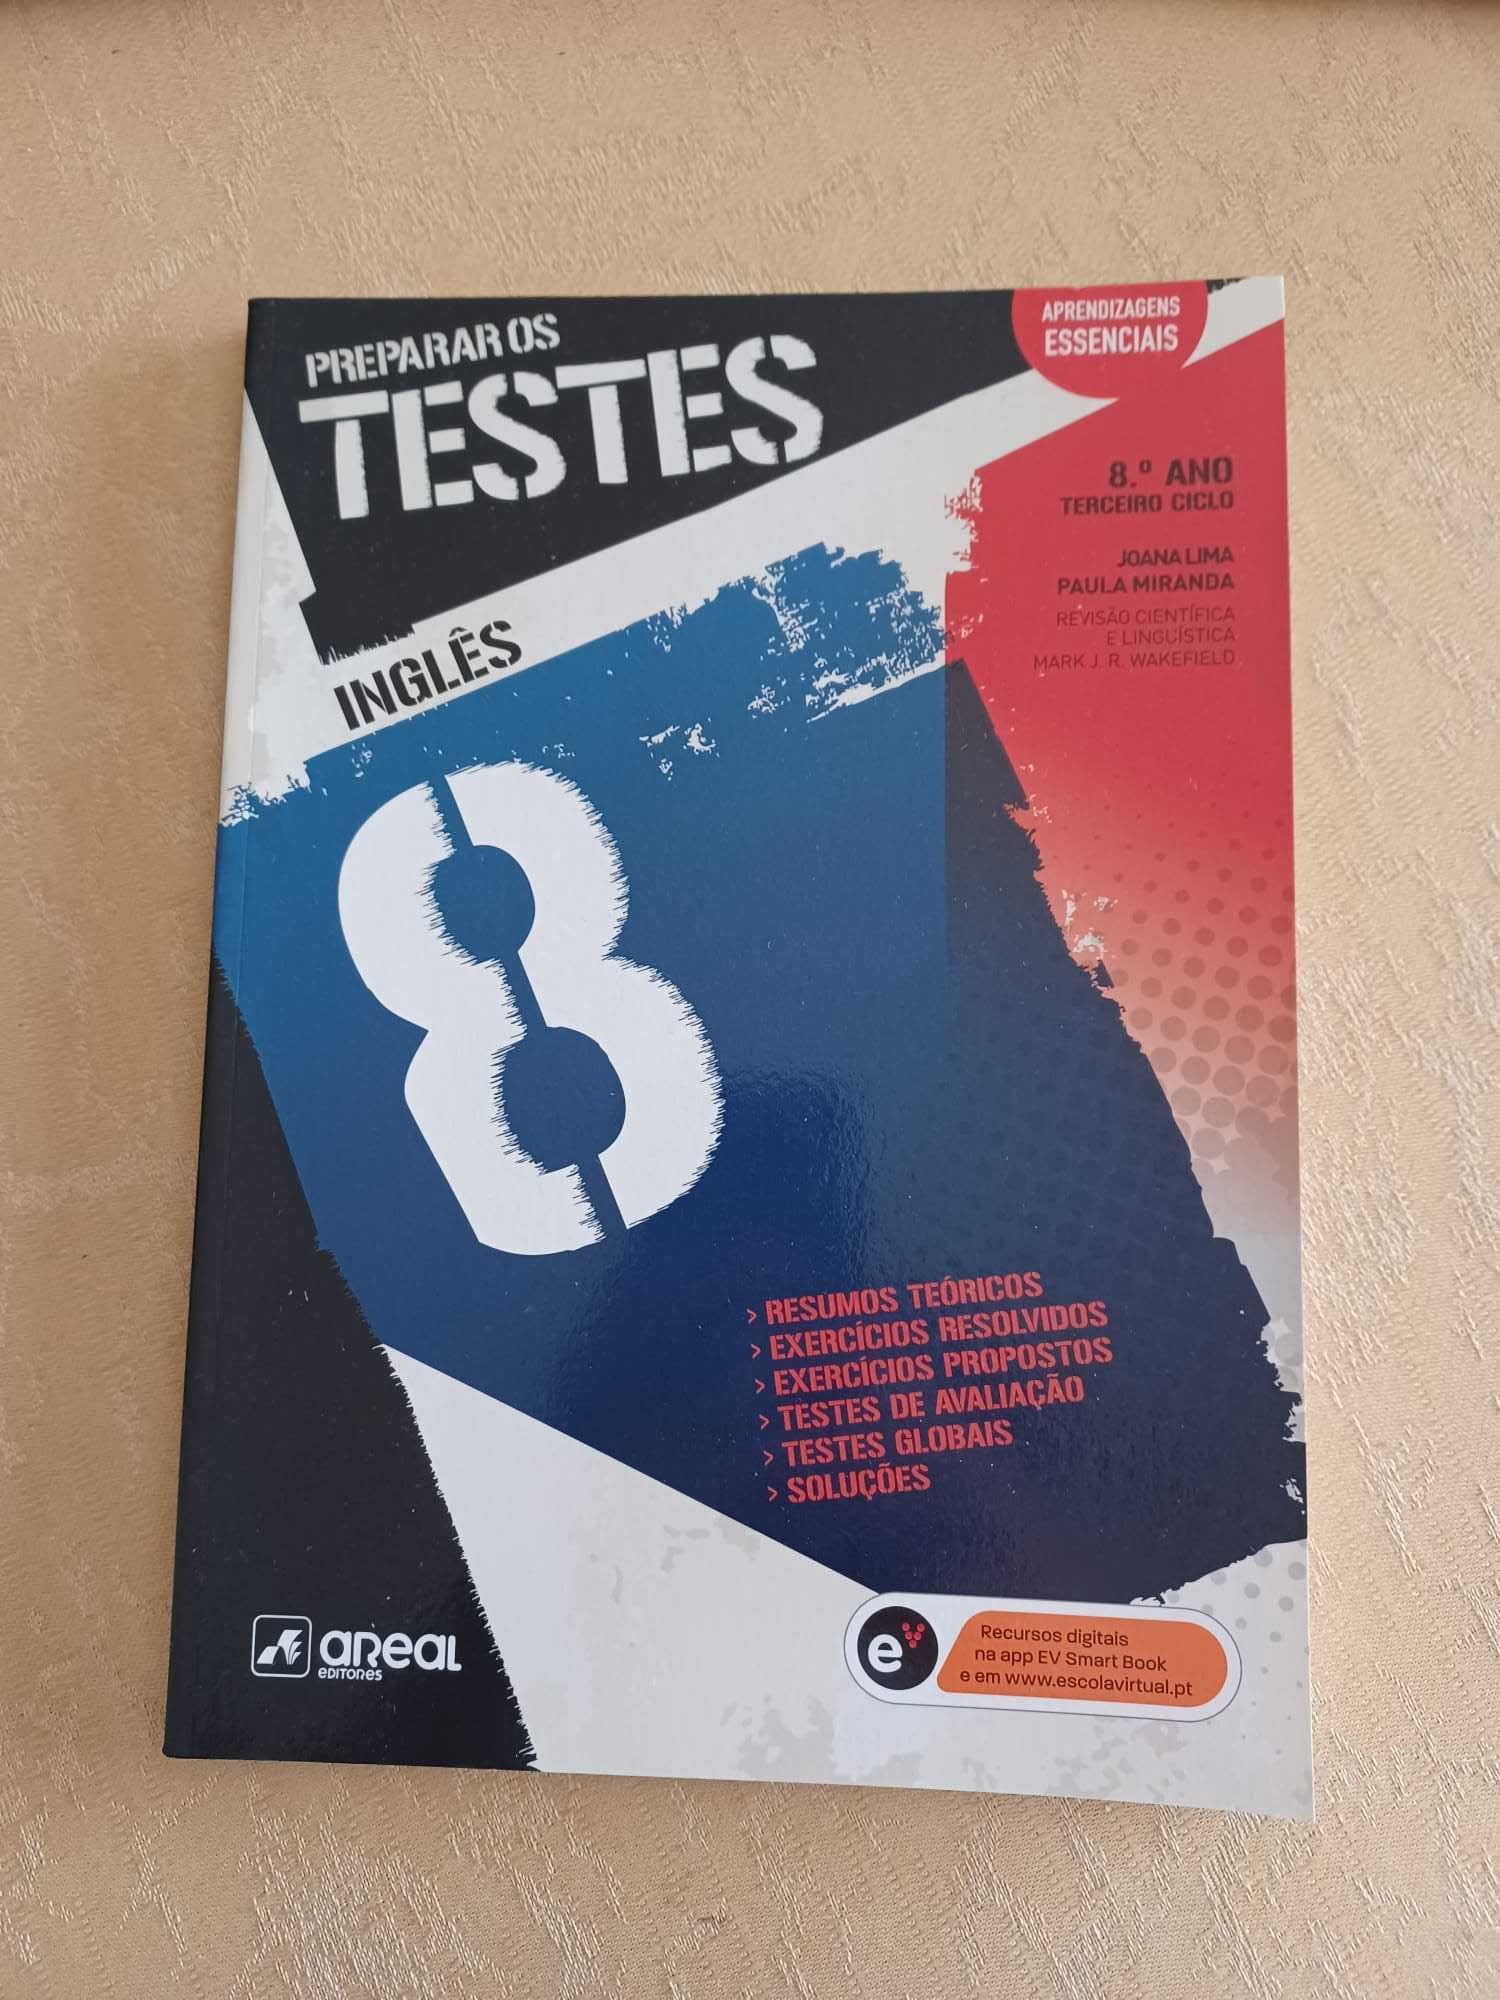 PREPARAR OS
TESTES
APRENDIZAGENS
ESSENCIAIS
8.º ANO
TERCEIRO CICLO
JOANA LIMA
PAULA MIRANDA
REVISÃO CIENTÍFICA
E LINGUÍSTICA
MARK J. R. WAKEFIELD
INGLÊS
8
> RESUMOS TEÓRICOS
> EXERCÍCIOS RESOLVIDOS
> EXERCÍCIOS PROPOSTOS
> TESTES DE AVALIAÇÃO
> TESTES GLOBAIS
> SOLUÇÕES
AREAL
EDITORES
e
Recursos digitais
na app EV Smart Book
e em www.escolavirtual.pt